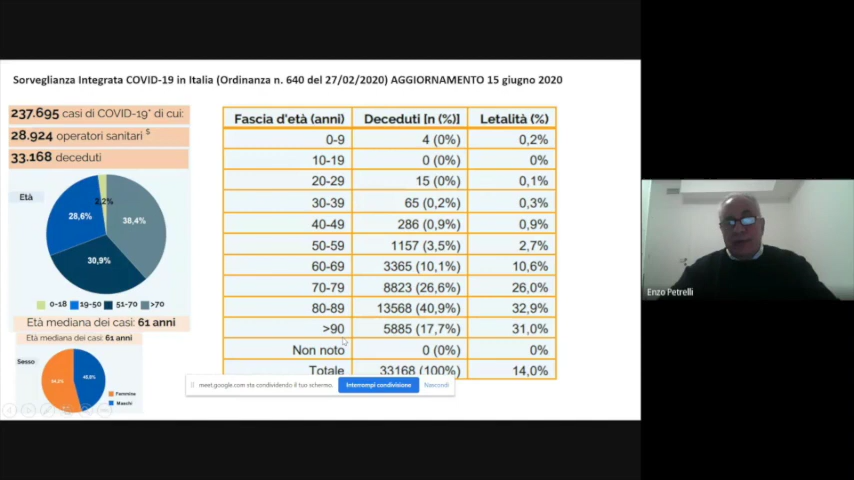 Sorveglianza Integrata COVID-19 in Italia (Ordinanza n. 640 del 27/02/2020) AGGIORNAMENTO 15 giugno 2020
237.695 casi di COVID-19* di cui:
28.924 operatori sanitari $
33.168 deceduti
Età
2,2%
28,6%
38,4%
30,9%
0-18 19-50 51-70 >70
Età mediana dei casi: 61 anni
Età mediana dei casi: 61 anni
Sesso
Femmine
Maschi
Fascia d'età (anni) Deceduti [n (%)] Letalità (%)
0-9 4 (0%) 0,2%
10-19 0 (0%) 0%
20-29 15 (0%) 0,1%
30-39 65 (0,2%) 0,3%
40-49 286 (0,9%) 0,9%
50-59 1157 (3,5%) 2,7%
60-69 3365 (10,1%) 10,6%
70-79 8823 (26,6%) 26,0%
80-89 13568 (40,9%) 32,9%
>90 5885 (17,7%) 31,0%
Non noto 0 (0%) 0%
Totale 33168 (100%) 14,0%
meet.google.com sta condividendo il tuo schermo. Interrompi condivisione Nascondi
Enzo Petrelli